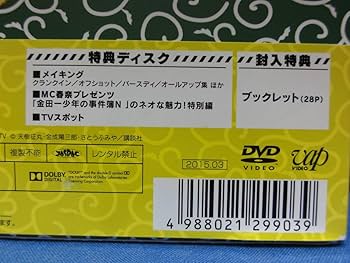 特典ディスク
■メイキング
クランクイン/オフショット/バースデイ/オールアップ集 ほか
■MC春楽プレゼンツ
「金田一少年の事件簿N」のネオな魅力!特別編
■TVスポット
封入特典
ブックレット(28P)
TV ©天樹征丸・金成陽三郎・さとうふみや/講談社
複製不能
レンタル禁止
2015.03
DVD
VIDEO
vap
VIDEO
DOLBY
DIGITAL
4 988021 299039
ます。